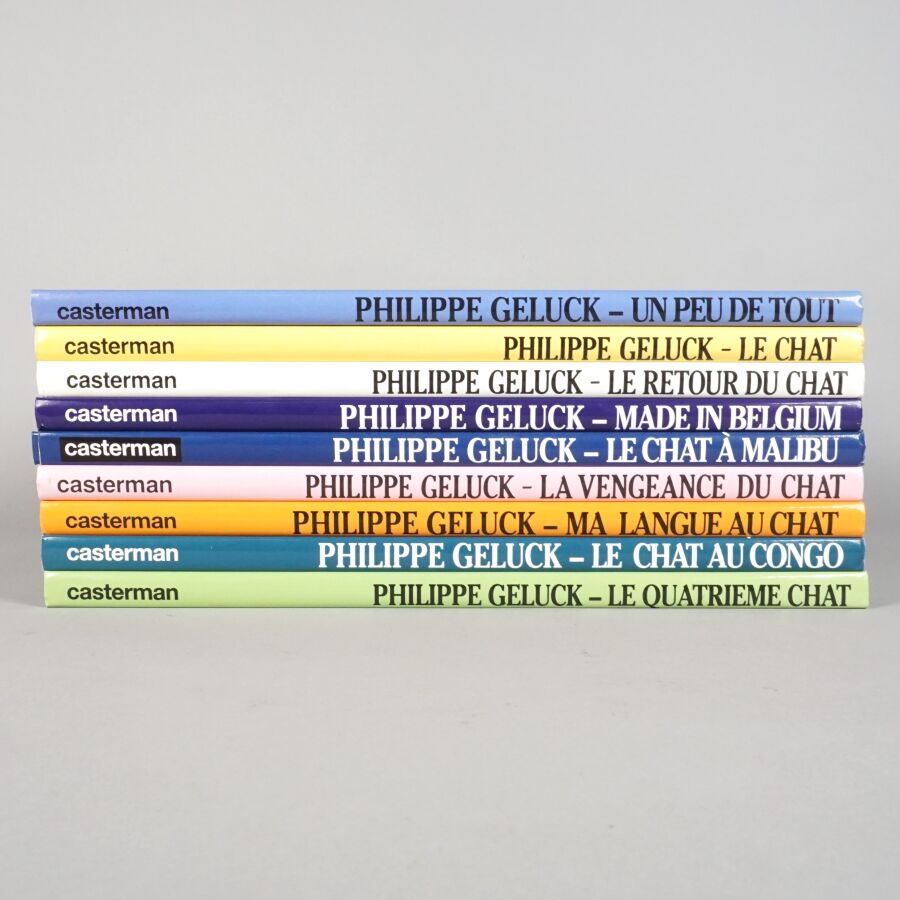 casterman PHILIPPE GELUCK – UN PEU DE TOUT
casterman PHILIPPE GELUCK - LE CHAT
casterman PHILIPPE GELUCK - LE RETOUR DU CHAT
casterman PHILIPPE GELUCK – MADE IN BELGIUM
casterman PHILIPPE GELUCK – LE CHAT À MALIBU
casterman PHILIPPE GELUCK - LA VENGEANCE DU CHAT
casterman PHILIPPE GELUCK – MA LANGUE AU CHAT
casterman PHILIPPE GELUCK – LE CHAT AU CONGO
casterman PHILIPPE GELUCK – LE QUATRIEME CHAT